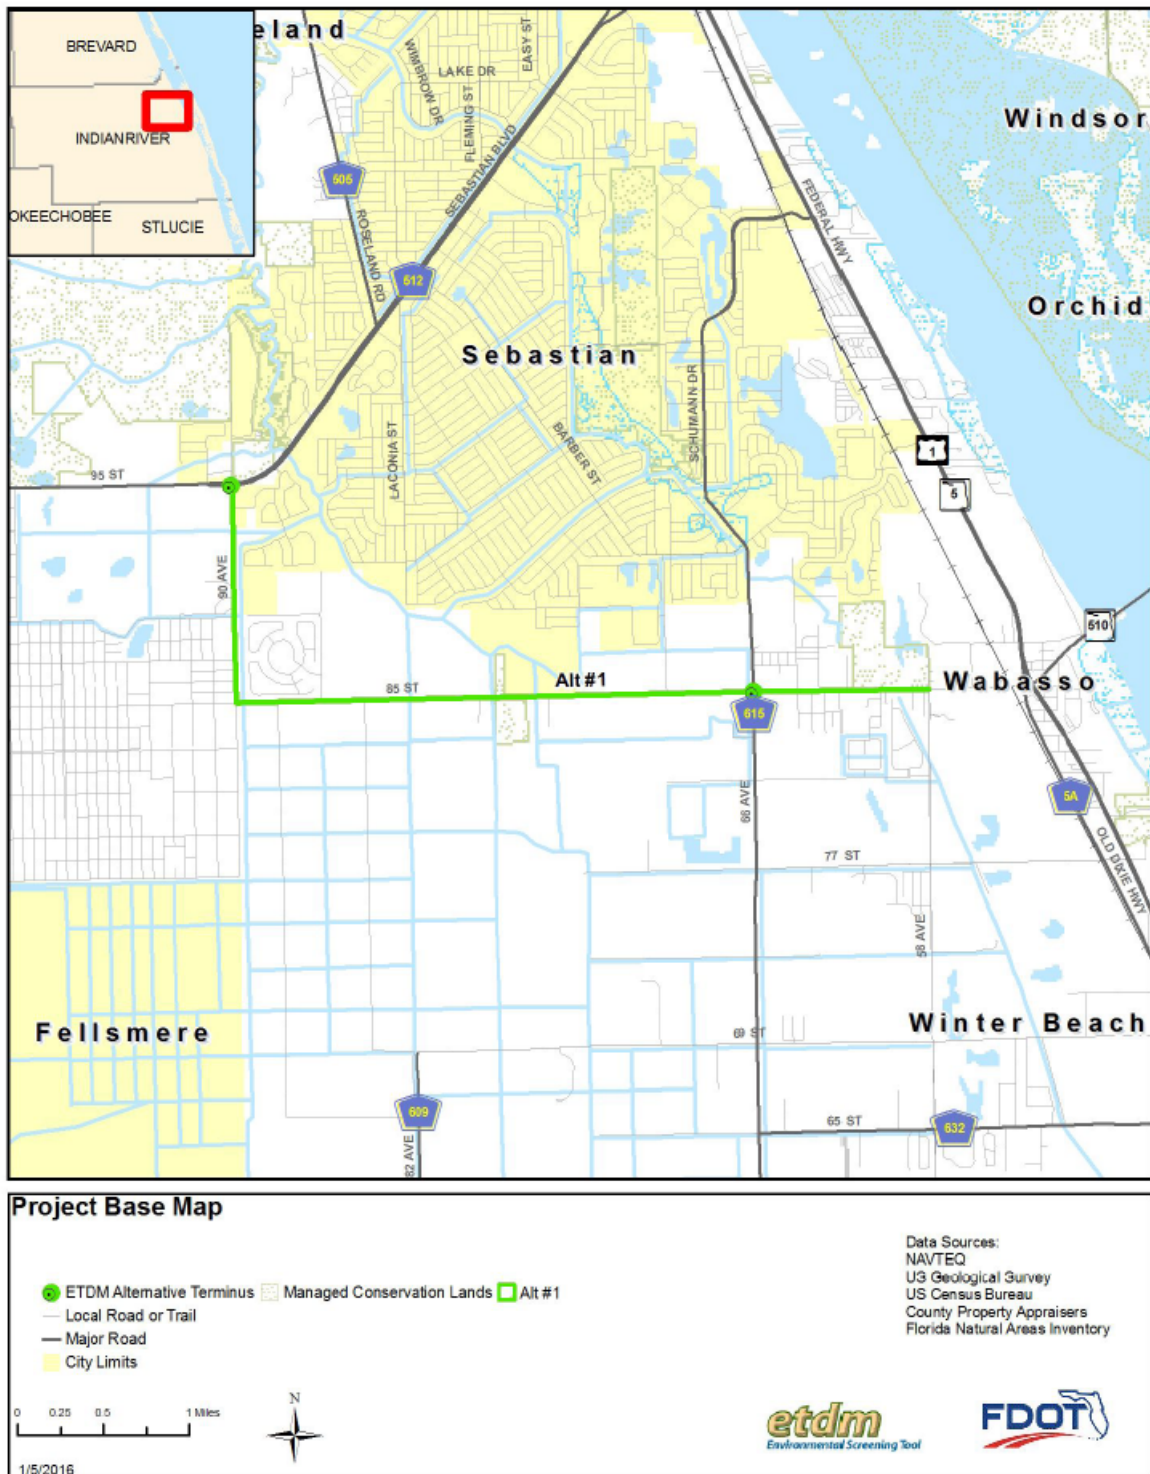 BREVARD
INDIANRIVER
OKEECHOBEE
STLUCIE
eland
WIMBROW DR
LAKE DR
EASY ST
FLEMING ST
SEBASTIAN BLVD
505
ROSELAND RD
512
Windsor
FEDERAL HWY
Orchid
Sebastian
SCHUMANN DR
LACONIA ST
BARBER ST
1
5
95 ST
90 AVE
510
85 ST
Alt #1
Wabasso
615
66 AVE
5A
OLD DIXIE HWY
77 ST
58 AVE
Fellsmere
69 ST
Winter Beach
609
82 AVE
65 ST
632
Project Base Map
ETDM Alternative Terminus
Managed Conservation Lands
Alt #1
Local Road or Trail
Major Road
City Limits
0 0.25 0.5 1 Miles
N
1/5/2016
Data Sources:
NAVTEQ
US Geological Survey
US Census Bureau
County Property Appraisers
Florida Natural Areas Inventory
etdm
Environmental Screening Tool
FDOT